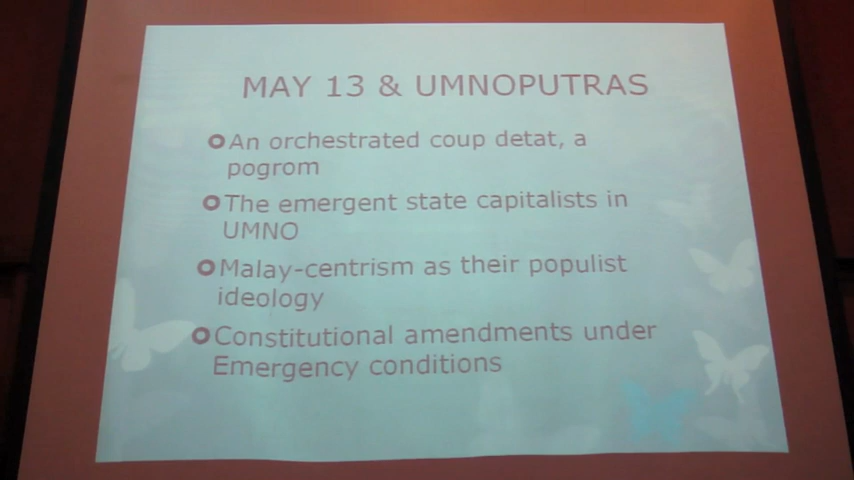 MAY 13 & UMNOPUTRAS
An orchestrated coup detat, a
pogrom
The emergent state capitalists in
UMNO
Malay-centrism as their populist
ideology
Constitutional amendments under
Emergency conditions